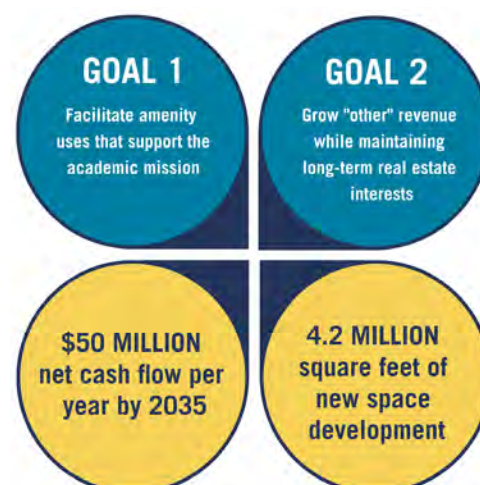 GOAL 1
Facilitate amenity
uses that support the
academic mission
GOAL 2
Grow "other" revenue
while maintaining
long-term real estate
interests
$50 MILLION
net cash flow per
year by 2035
4.2 MILLION
square feet of
new space
development